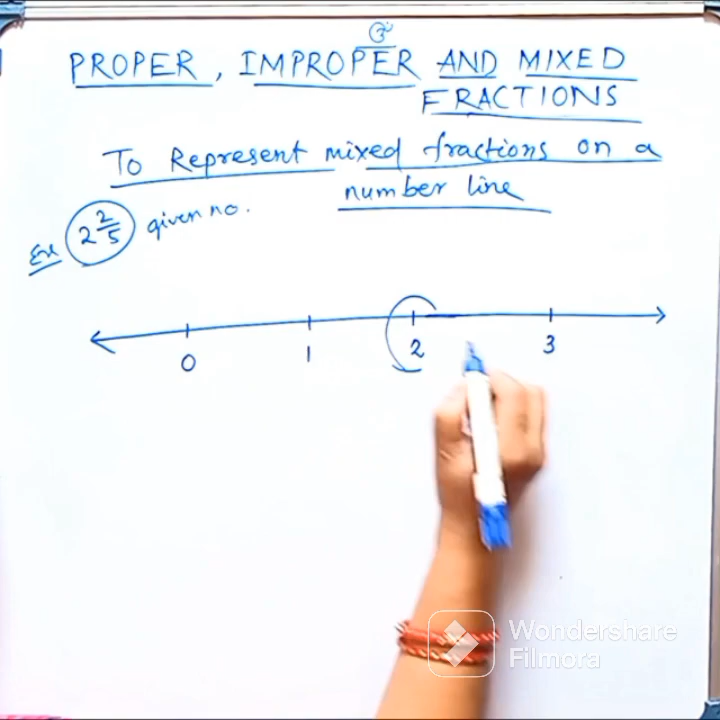 PROPER, IMPROPER AND MIXED
FRACTIONS
To Represent mixed fractions on a
number line
Ex 2 2/5 given no.
0 1 2 3
Wondershare
Filmora